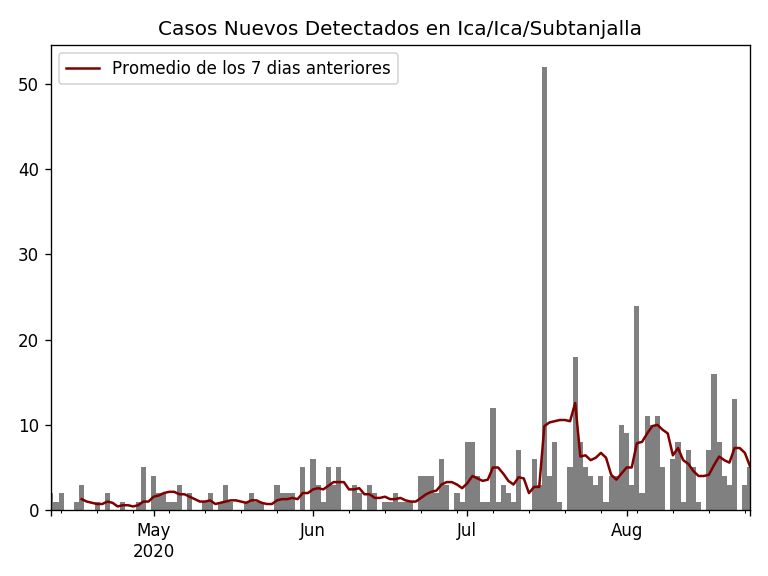 Casos Nuevos Detectados en Ica/Ica/Subtanjalla
Promedio de los 7 dias anteriores
50
40
30
20
10
0
May Jun Jul Aug
2020